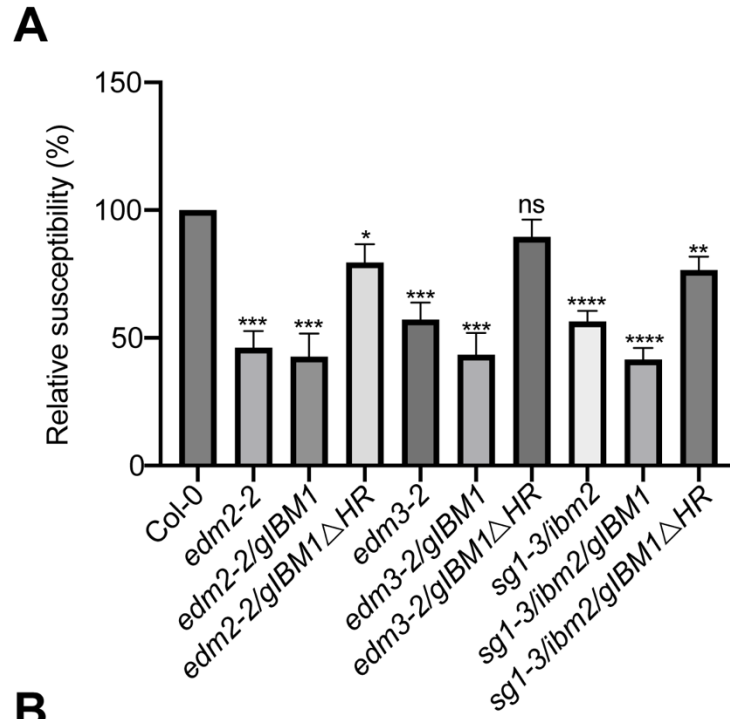 A
150
100
50
0
Relative susceptibility (%)
***
***
*
***
***
ns
****
****
**
Col-0
edm2-2
edm2-2/gIBM1
edm2-2/gIBM1△HR
edm3-2
edm3-2/gIBM1
edm3-2/gIBM1△HR
sg1-3/ibm2
sg1-3/ibm2/gIBM1
sg1-3/ibm2/gIBM1△HR
B